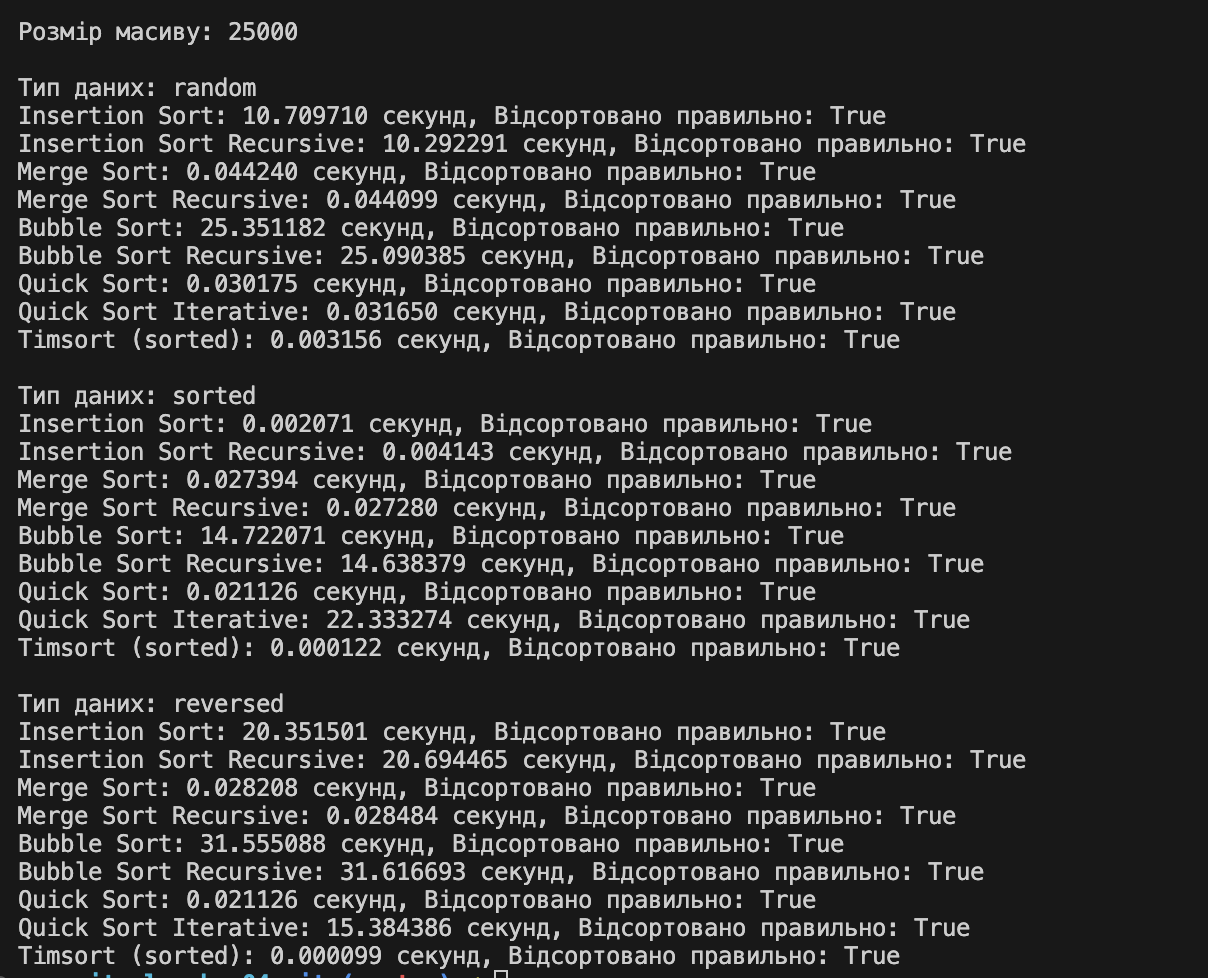 Розмір масиву: 25000
Тип даних: random
Insertion Sort: 10.709710 секунд, Відсортовано правильно: True
Insertion Sort Recursive: 10.292291 секунд, Відсортовано правильно: True
Merge Sort: 0.044240 секунд, Відсортовано правильно: True
Merge Sort Recursive: 0.044099 секунд, Відсортовано правильно: True
Bubble Sort: 25.351182 секунд, Відсортовано правильно: True
Bubble Sort Recursive: 25.090385 секунд, Відсортовано правильно: True
Quick Sort: 0.030175 секунд, Відсортовано правильно: True
Quick Sort Iterative: 0.031650 секунд, Відсортовано правильно: True
Timsort (sorted): 0.003156 секунд, Відсортовано правильно: True
Тип даних: sorted
Insertion Sort: 0.002071 секунд, Відсортовано правильно: True
Insertion Sort Recursive: 0.004143 секунд, Відсортовано правильно: True
Merge Sort: 0.027394 секунд, Відсортовано правильно: True
Merge Sort Recursive: 0.027280 секунд, Відсортовано правильно: True
Bubble Sort: 14.722071 секунд, Відсортовано правильно: True
Bubble Sort Recursive: 14.638379 секунд, Відсортовано правильно: True
Quick Sort: 0.021126 секунд, Відсортовано правильно: True
Quick Sort Iterative: 22.333274 секунд, Відсортовано правильно: True
Timsort (sorted): 0.000122 секунд, Відсортовано правильно: True
Тип даних: reversed
Insertion Sort: 20.351501 секунд, Відсортовано правильно: True
Insertion Sort Recursive: 20.694465 секунд, Відсортовано правильно: True
Merge Sort: 0.028208 секунд, Відсортовано правильно: True
Merge Sort Recursive: 0.028484 секунд, Відсортовано правильно: True
Bubble Sort: 31.555088 секунд, Відсортовано правильно: True
Bubble Sort Recursive: 31.616693 секунд, Відсортовано правильно: True
Quick Sort: 0.021126 секунд, Відсортовано правильно: True
Quick Sort Iterative: 15.384386 секунд, Відсортовано правильно: True
Timsort (sorted): 0.000099 секунд, Відсортовано правильно: True